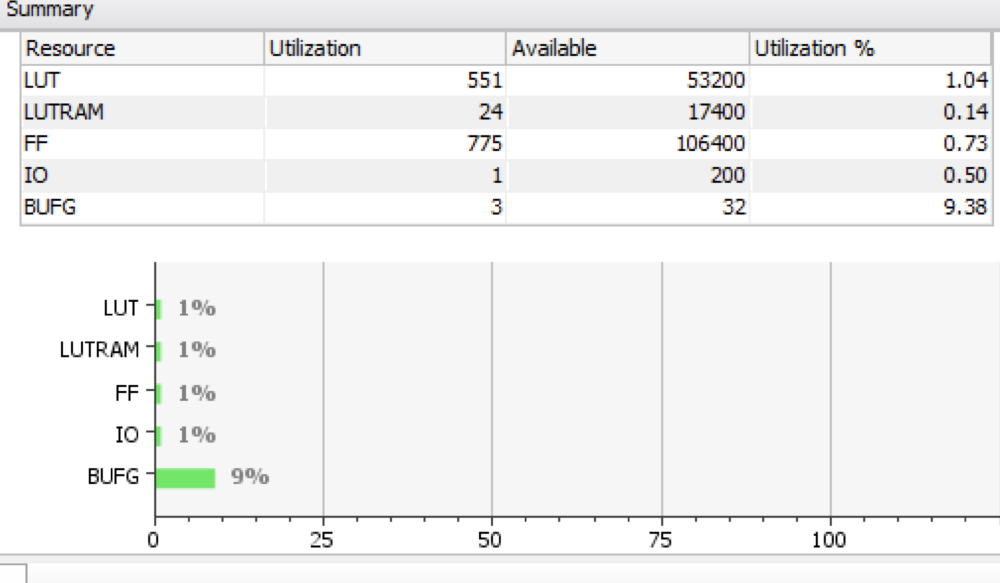 Summary
Resource Utilization Available Utilization %
LUT 551 53200 1.04
LUTRAM 24 17400 0.14
FF 775 106400 0.73
IO 1 200 0.50
BUFG 3 32 9.38
LUT 1%
LUTRAM 1%
FF 1%
IO 1%
BUFG 9%
0 25 50 75 100